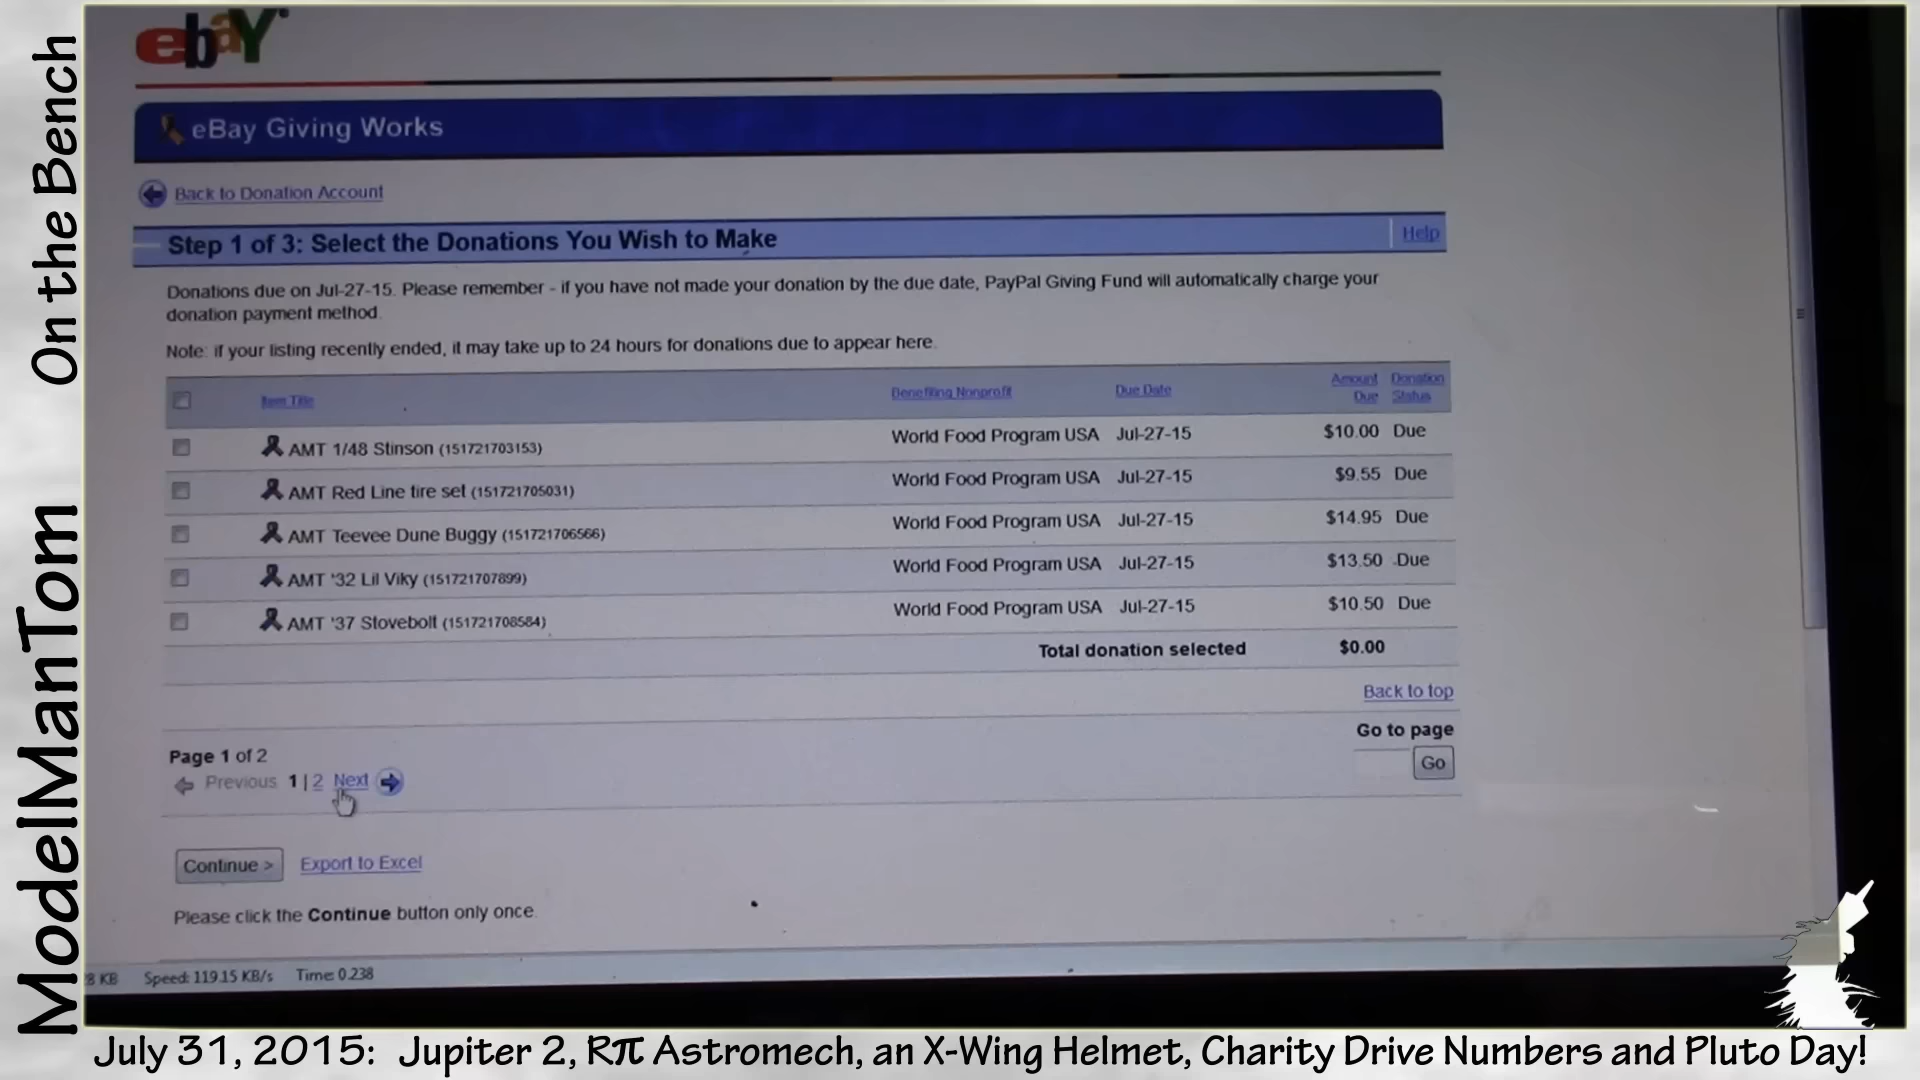 On the Bench
ModelManTom
ebaY
eBay Giving Works
Back to Donation Account
Step 1 of 3: Select the Donations You Wish to Make
Help
Donations due on Jul-27-15. Please remember - if you have not made your donation by the due date, PayPal Giving Fund will automatically charge your
donation payment method.
Note: if your listing recently ended, it may take up to 24 hours for donations due to appear here.
Item Title Benefiting Nonprofit Due Date Amount Due Donation Status
AMT 1/48 Stinson (151721703153) World Food Program USA Jul-27-15 $10.00 Due
AMT Red Line tire set (151721705031) World Food Program USA Jul-27-15 $9.55 Due
AMT Teevee Dune Buggy (151721706566) World Food Program USA Jul-27-15 $14.95 Due
AMT '32 Lil Viky (151721707899) World Food Program USA Jul-27-15 $13.50 Due
AMT '37 Stovebolt (151721708584) World Food Program USA Jul-27-15 $10.50 Due
Total donation selected $0.00
Back to top
Go to page
Go
Page 1 of 2
Previous 1 | 2 Next
Continue > Export to Excel
Please click the Continue button only once.
KB Speed: 119.15 KB/s Time: 0.238
July 31, 2015: Jupiter 2, Rπ Astromech, an X-Wing Helmet, Charity Drive Numbers and Pluto Day!